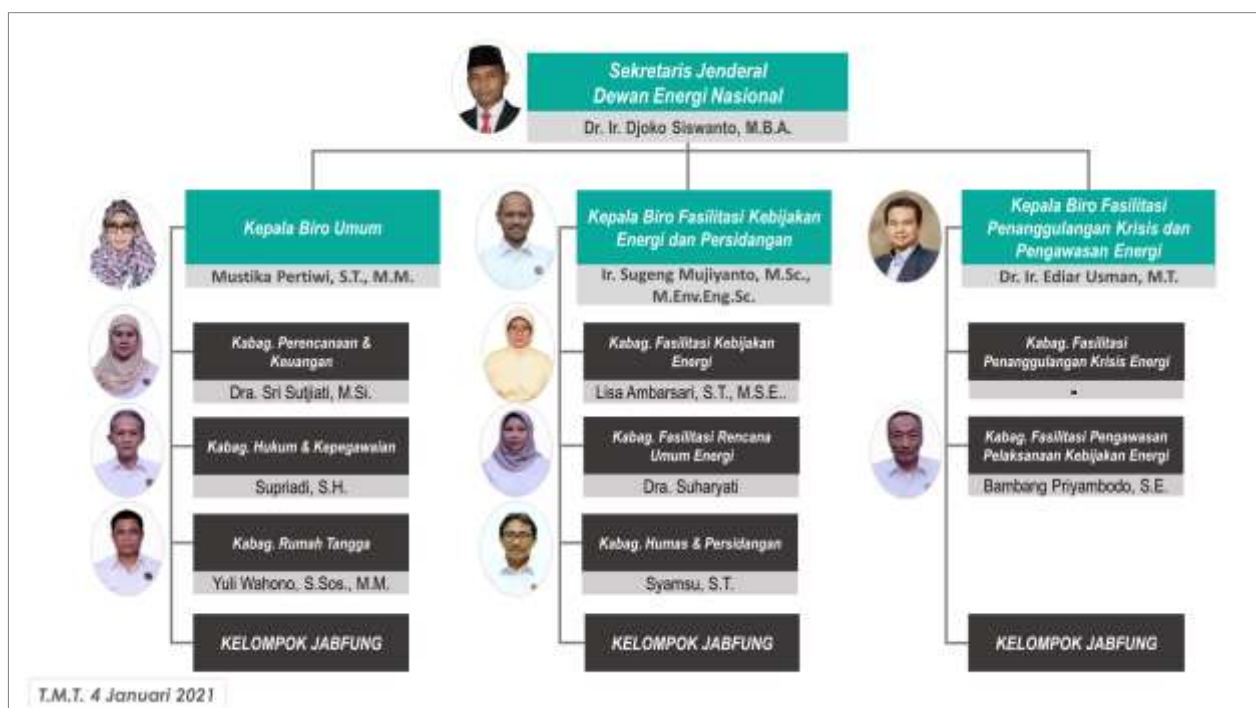 Sekretaris Jenderal
Dewan Energi Nasional
Dr. Ir. Djoko Siswanto, M.B.A.
Kepala Biro Umum
Mustika Pertiwi, S.T., M.M.
Kabag. Perencanaan &
Keuangan
Dra. Sri Sutjiati, M.Si.
Kabag. Hukum & Kepegawaian
Supriadi, S.H.
Kabag. Rumah Tangga
Yuli Wahono, S.Sos., M.M.
KELOMPOK JABFUNG
Kepala Biro Fasilitasi Kebijakan
Energi dan Persidangan
Ir. Sugeng Mujiyanto, M.Sc.,
M.Env.Eng.Sc.
Kabag. Fasilitasi Kebijakan
Energi
Lisa Ambarsari, S.T., M.S.E..
Kabag. Fasilitasi Rencana
Umum Energi
Dra. Suharyati
Kabag. Humas & Persidangan
Syamsu, S.T.
KELOMPOK JABFUNG
Kepala Biro Fasilitasi
Penanggulangan Krisis dan
Pengawasan Energi
Dr. Ir. Ediar Usman, M.T.
Kabag. Fasilitasi
Penanggulangan Krisis Energi
-
Kabag. Fasilitasi Pengawasan
Pelaksanaan Kebijakan Energi
Bambang Priyambodo, S.E.
KELOMPOK JABFUNG
T.M.T. 4 Januari 2021